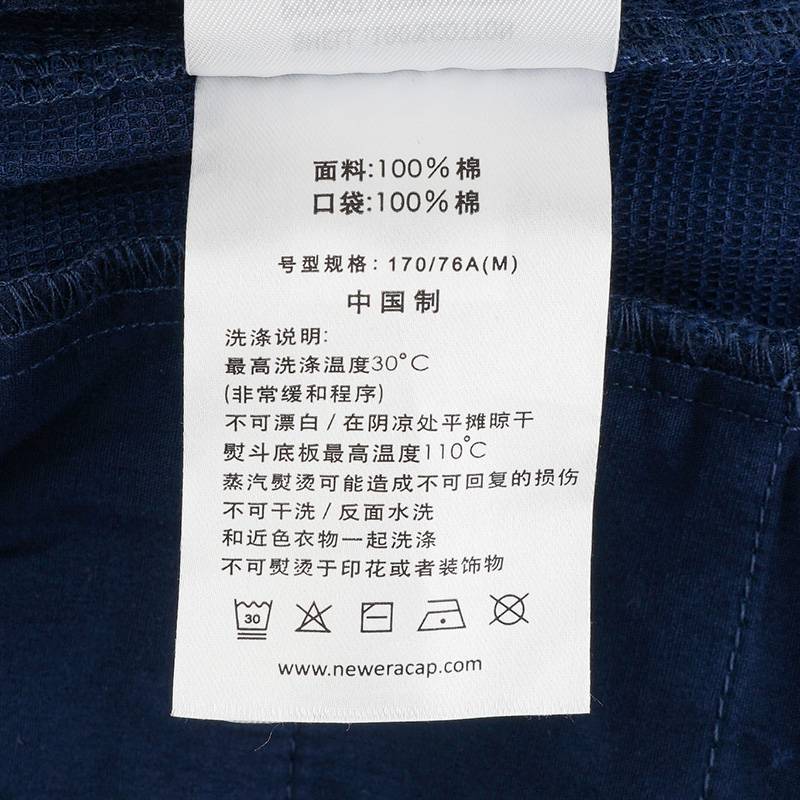 面料:100%棉
口袋:100%棉
号型规格: 170/76A(M)
中国制
洗涤说明:
最高洗涤温度30°C
(非常缓和程序)
不可漂白/在阴凉处平摊晾干
熨斗底板最高温度110°C
蒸汽熨烫可能造成不可回复的损伤
不可干洗/反面水洗
和近色衣物一起洗涤
不可熨烫于印花或者装饰物
30
www.neweracap.com